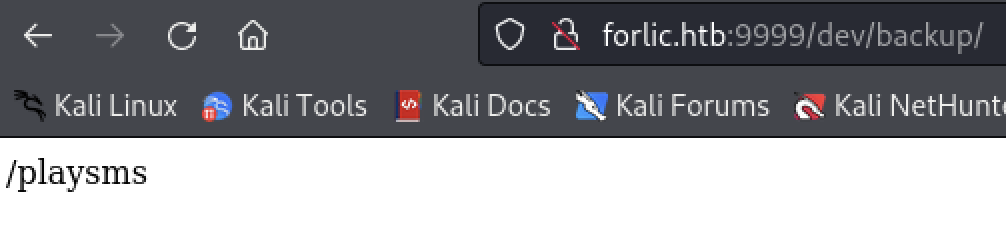 forlic.htb:9999/dev/backup/
Kali Linux Kali Tools Kali Docs Kali Forums Kali NetHunte
/playsms